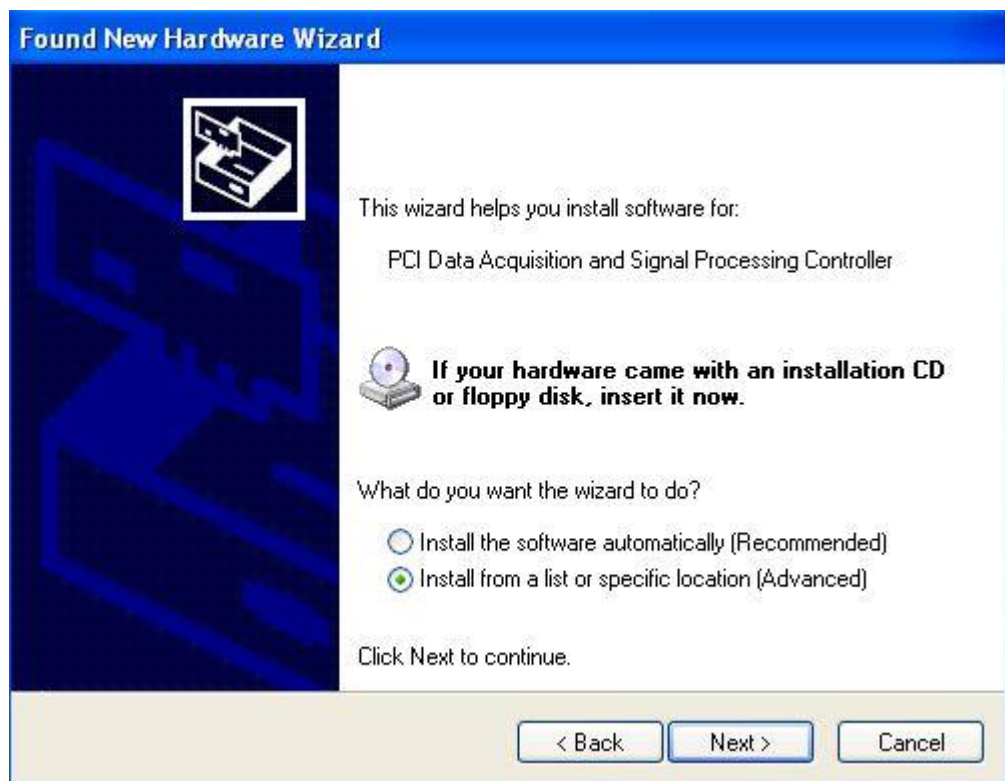 Found New Hardware Wizard
This wizard helps you install software for:
PCI Data Acquisition and Signal Processing Controller
If your hardware came with an installation CD
or floppy disk, insert it now.
What do you want the wizard to do?
Install the software automatically (Recommended)
Install from a list or specific location (Advanced)
Click Next to continue.
< Back Next > Cancel